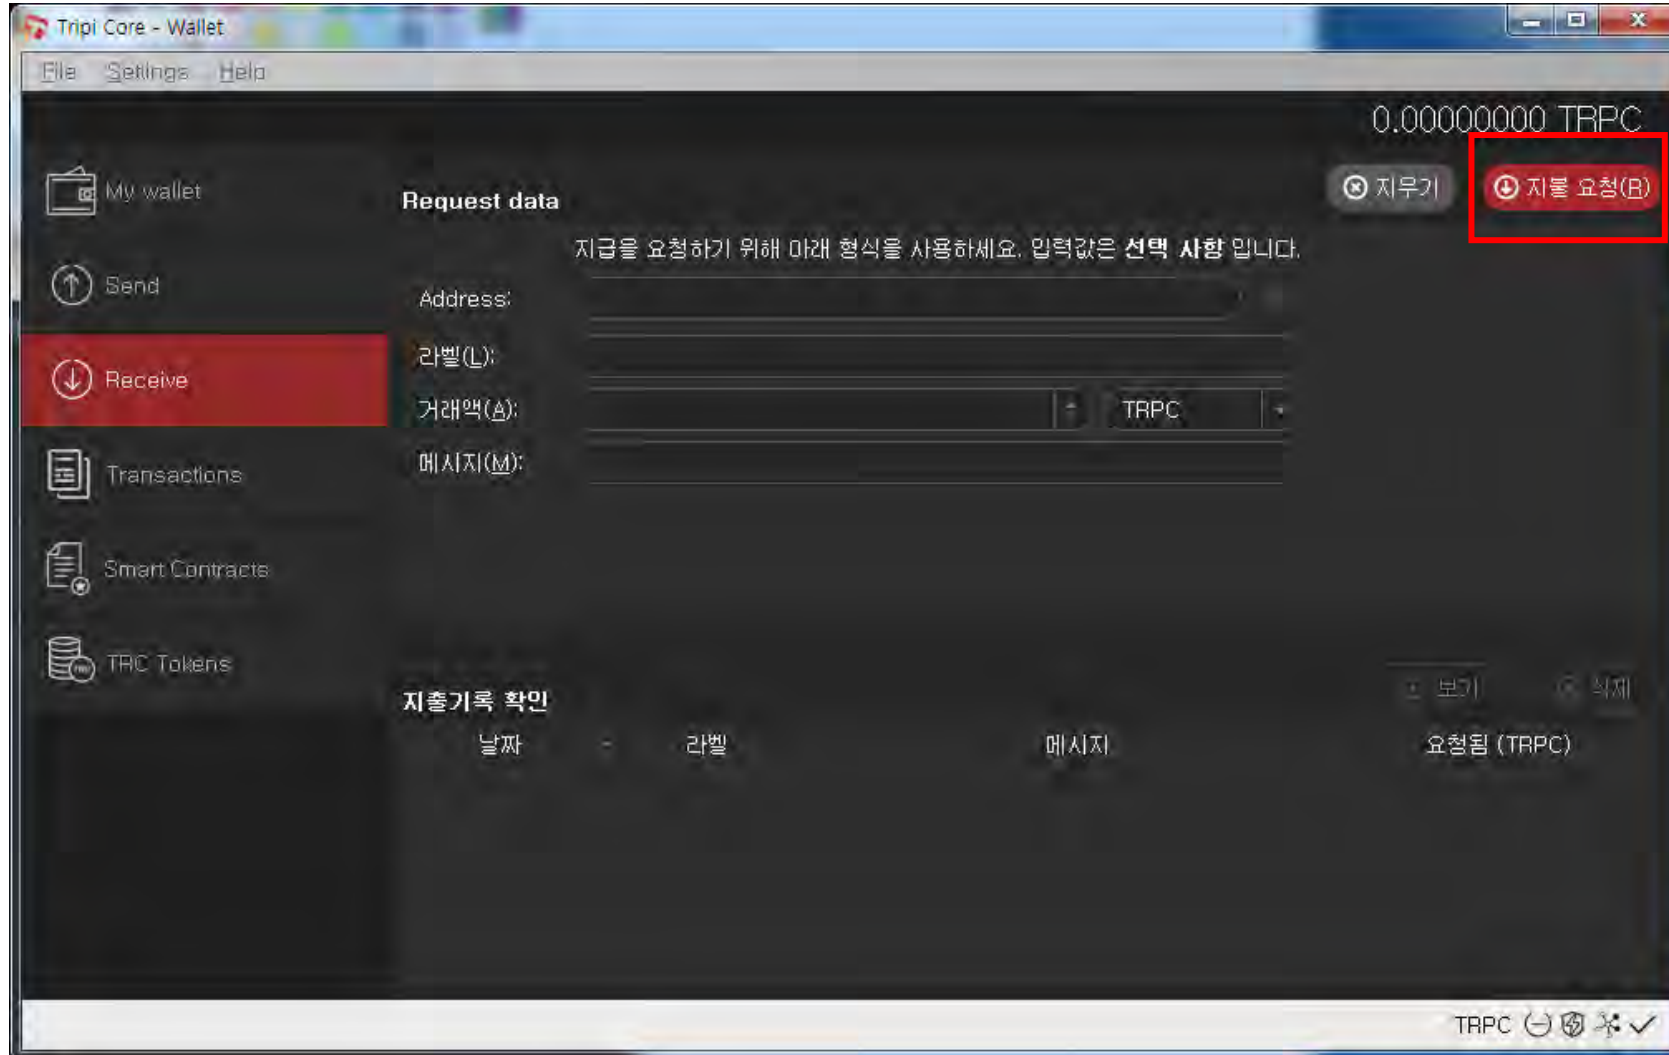 Tripi Core - Wallet
File Settings Help
0.00000000 TRPC
My wallet
Send
Receive
Transactions
Smart Contracts
TRC Tokens
Request data
지우기
지불 요청(R)
지급을 요청하기 위해 아래 형식을 사용하세요. 입력값은 선택 사항 입니다.
Address:
라벨(L):
거래액(A):
TRPC
메시지(M):
지출기록 확인
보기
삭제
날짜 라벨 메시지 요청됨 (TRPC)
TRPC